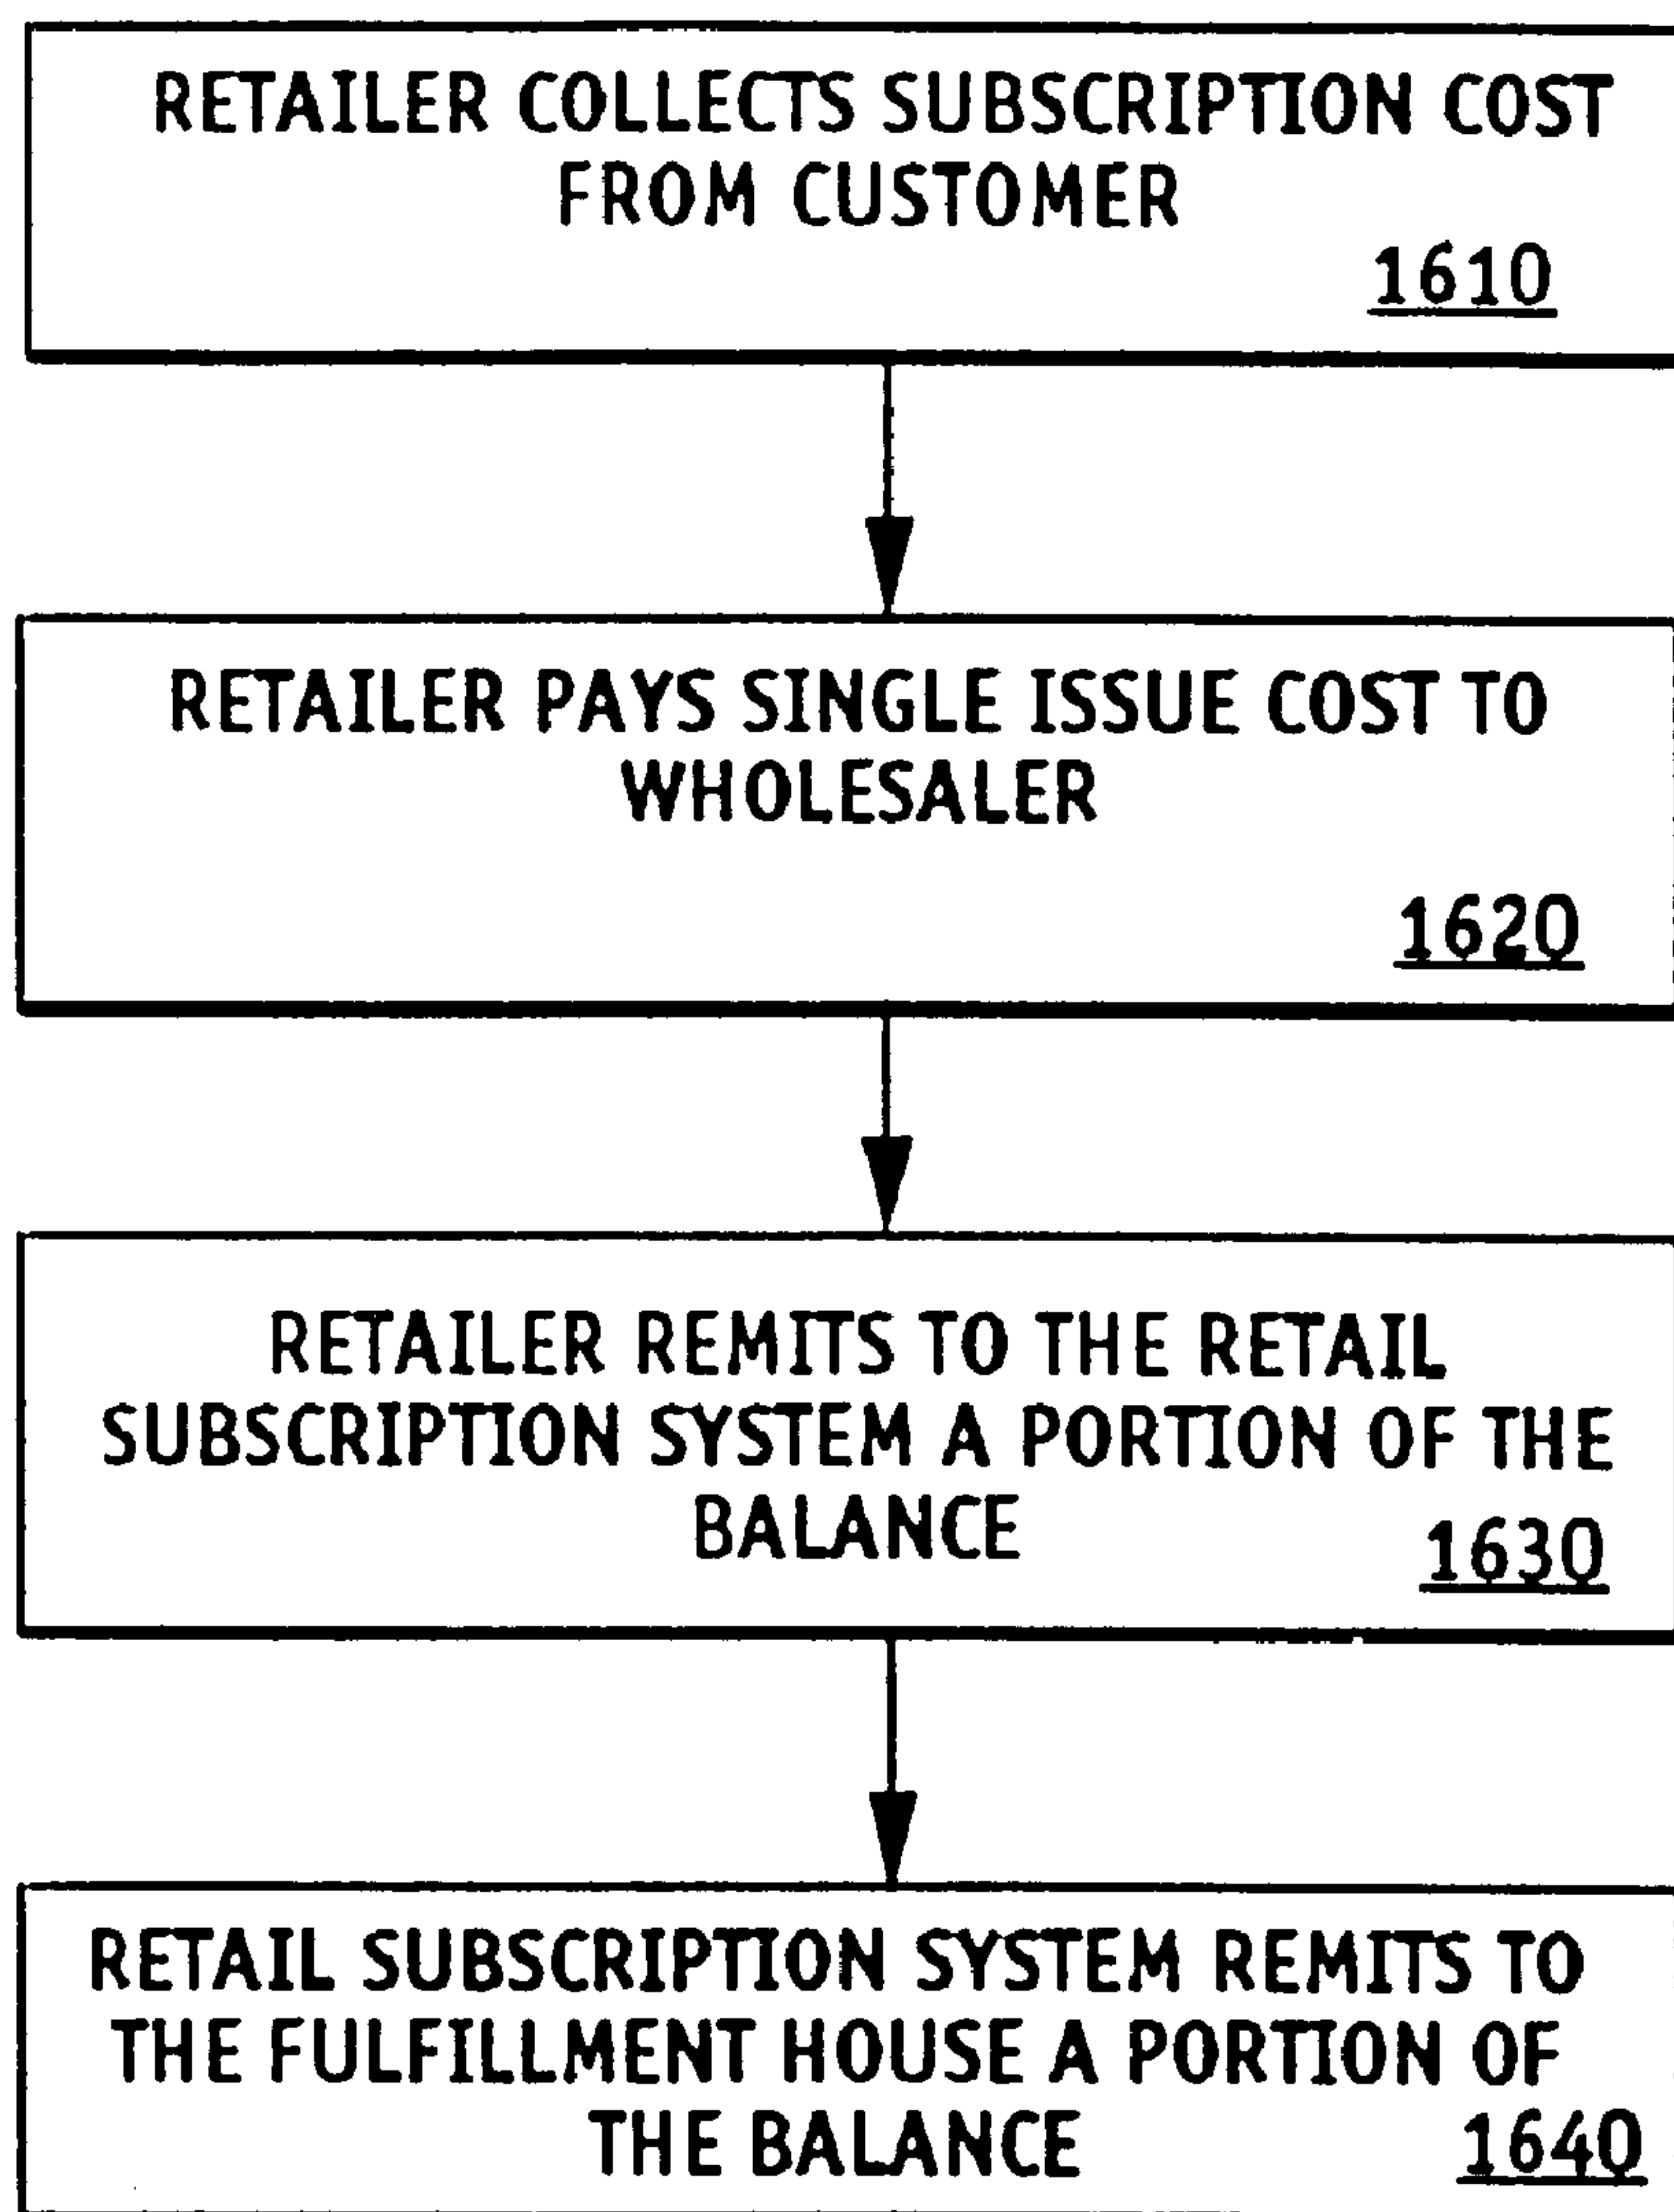 RETAILER COLLECTS SUBSCRIPTION COST
FROM CUSTOMER
1610
RETAILER PAYS SINGLE ISSUE COST TO
WHOLESALER
1620
RETAILER REMITS TO THE RETAIL
SUBSCRIPTION SYSTEM A PORTION OF THE
BALANCE
1630
RETAIL SUBSCRIPTION SYSTEM REMITS TO
THE FULFILLMENT HOUSE A PORTION OF
THE BALANCE
1640